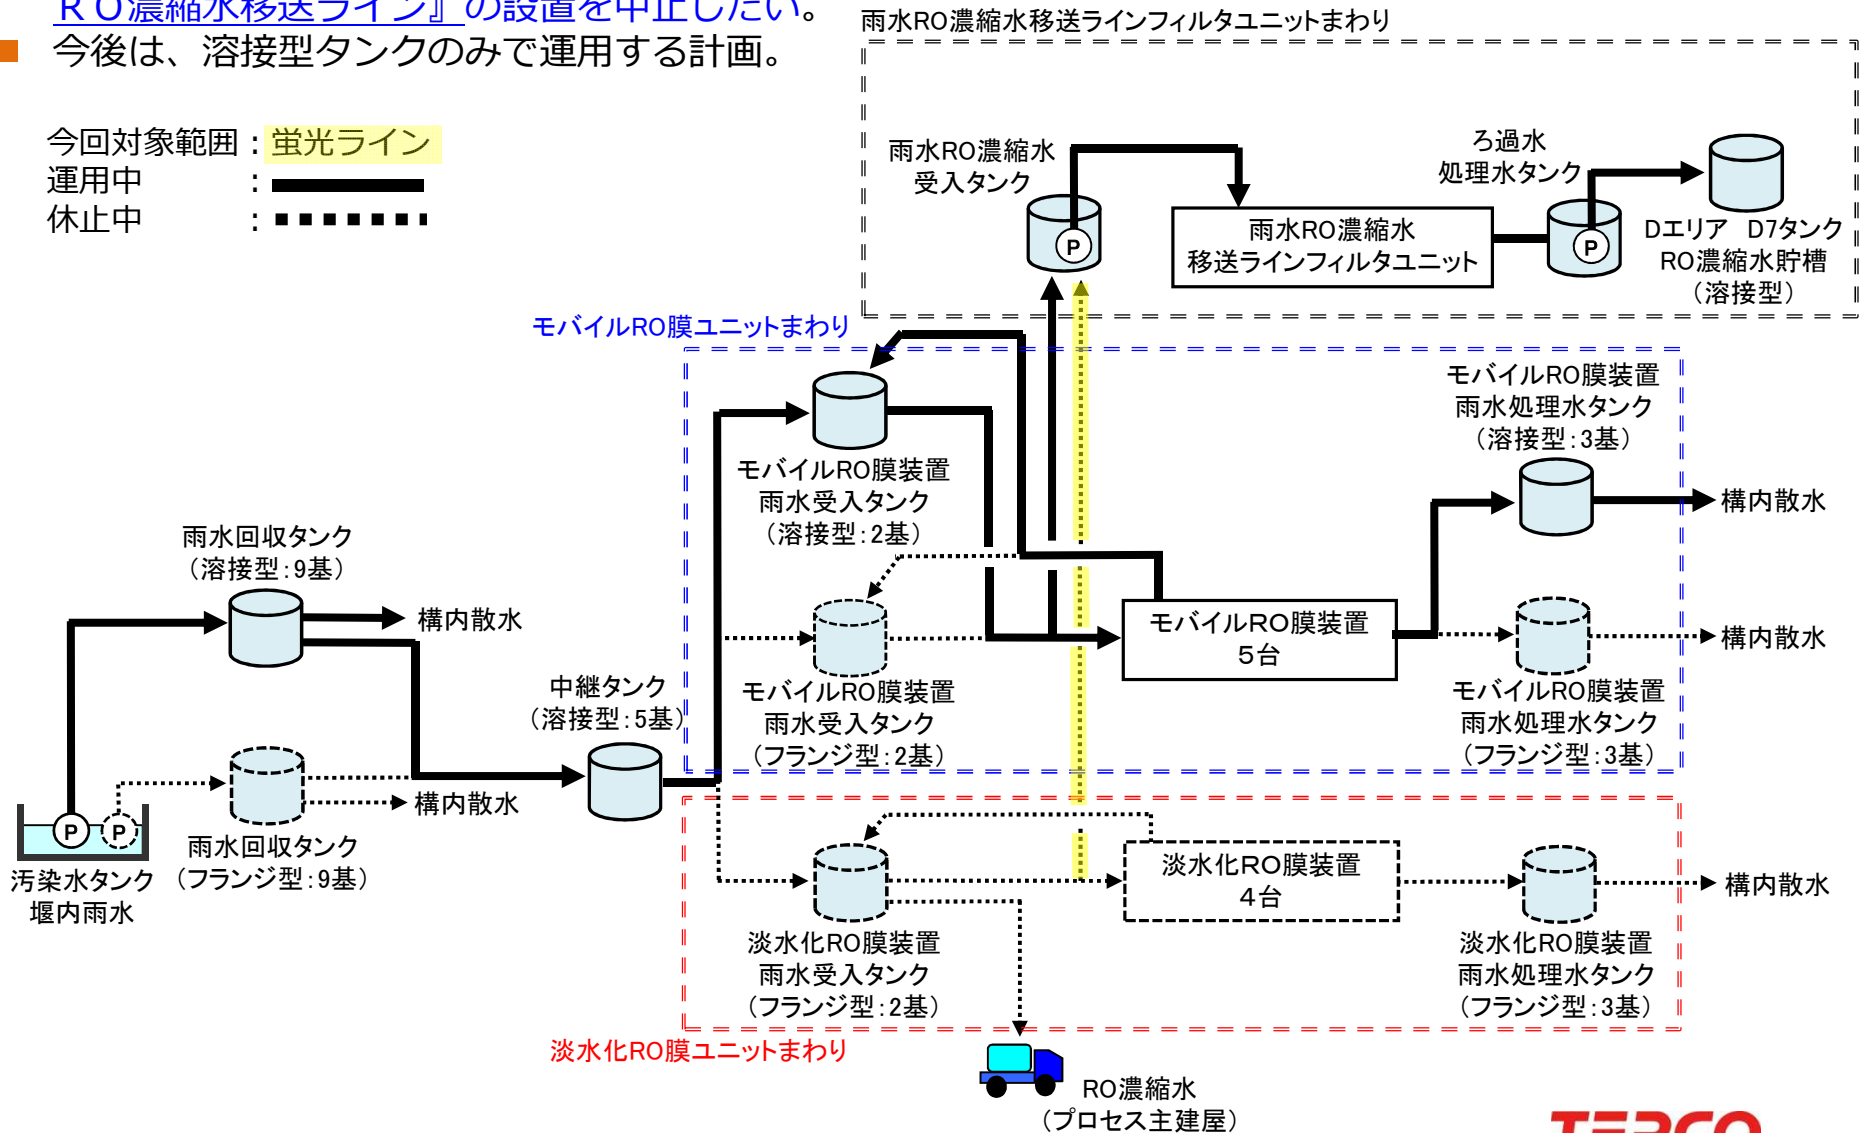 ＲＯ濃縮水移送ライン』の設置を中止したい。
今後は、溶接型タンクのみで運用する計画。
今回対象範囲：蛍光ライン
運用中　　　：
休止中　　　：
雨水RO濃縮水移送ラインフィルタユニットまわり
雨水RO濃縮水
受入タンク
P
雨水RO濃縮水
移送ラインフィルタユニット
ろ過水
処理水タンク
P
Dエリア　D7タンク
RO濃縮水貯槽
（溶接型）
モバイルRO膜ユニットまわり
モバイルRO膜装置
雨水受入タンク
（溶接型：2基）
モバイルRO膜装置
雨水処理水タンク
（溶接型：3基）
構内散水
雨水回収タンク
（溶接型：9基）
構内散水
モバイルＲＯ膜装置
５台
構内散水
中継タンク
（溶接型：5基）
モバイルRO膜装置
雨水受入タンク
（フランジ型：2基）
モバイルRO膜装置
雨水処理水タンク
（フランジ型：3基）
構内散水
P
P
汚染水タンク
堰内雨水
雨水回収タンク
（フランジ型：9基）
淡水化RO膜装置
４台
構内散水
淡水化RO膜装置
雨水受入タンク
（フランジ型：2基）
淡水化RO膜装置
雨水処理水タンク
（フランジ型：3基）
淡水化RO膜ユニットまわり
RO濃縮水
（プロセス主建屋）
TEPCO